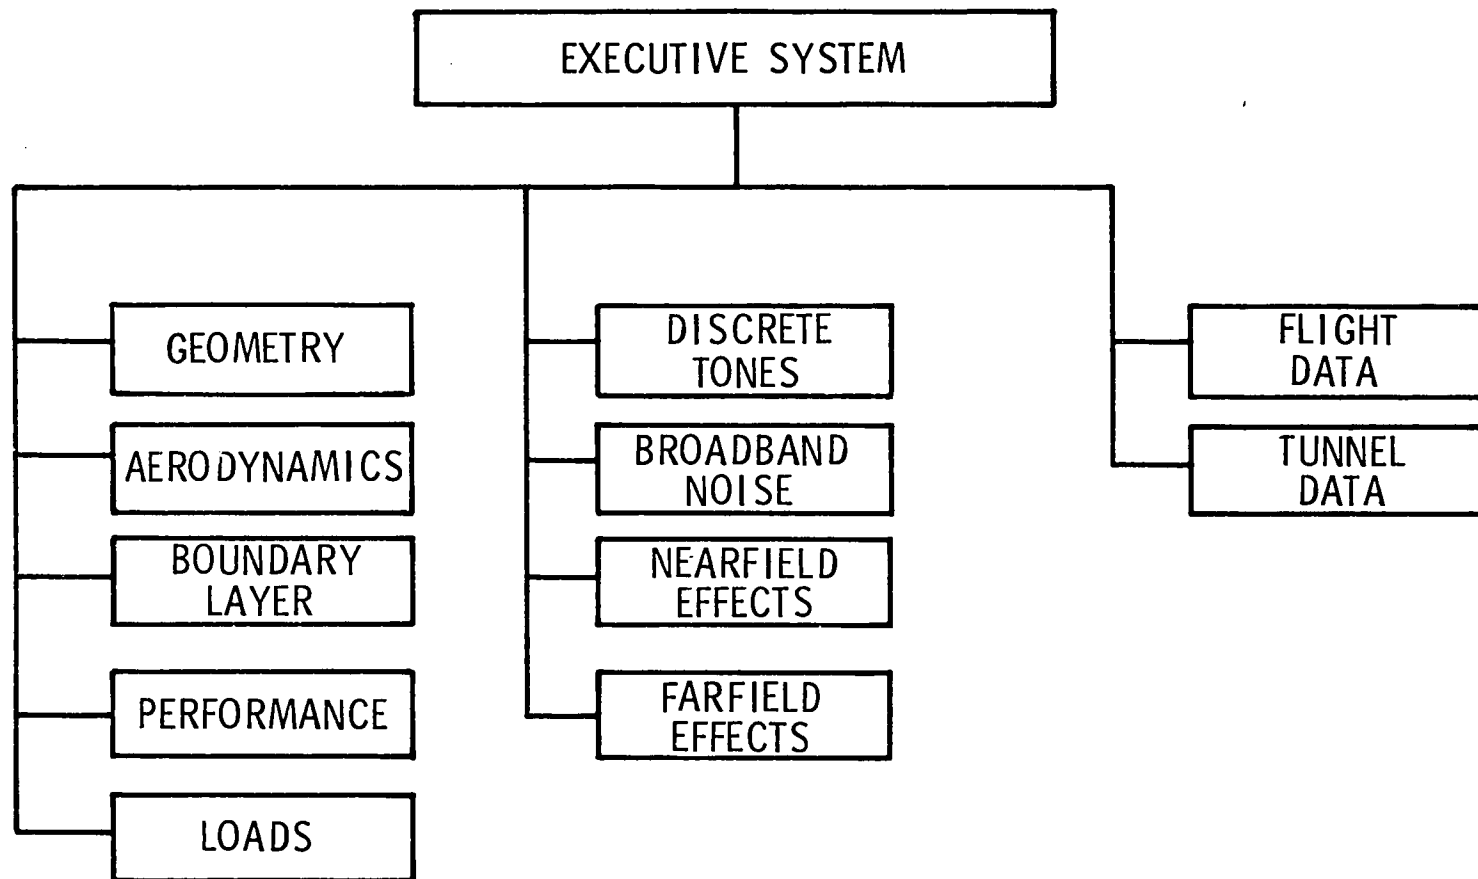 EXECUTIVE SYSTEM
GEOMETRY
AERODYNAMICS
BOUNDARY
LAYER
PERFORMANCE
LOADS
DISCRETE
TONES
BROADBAND
NOISE
NEARFIELD
EFFECTS
FARFIELD
EFFECTS
FLIGHT
DATA
TUNNEL
DATA